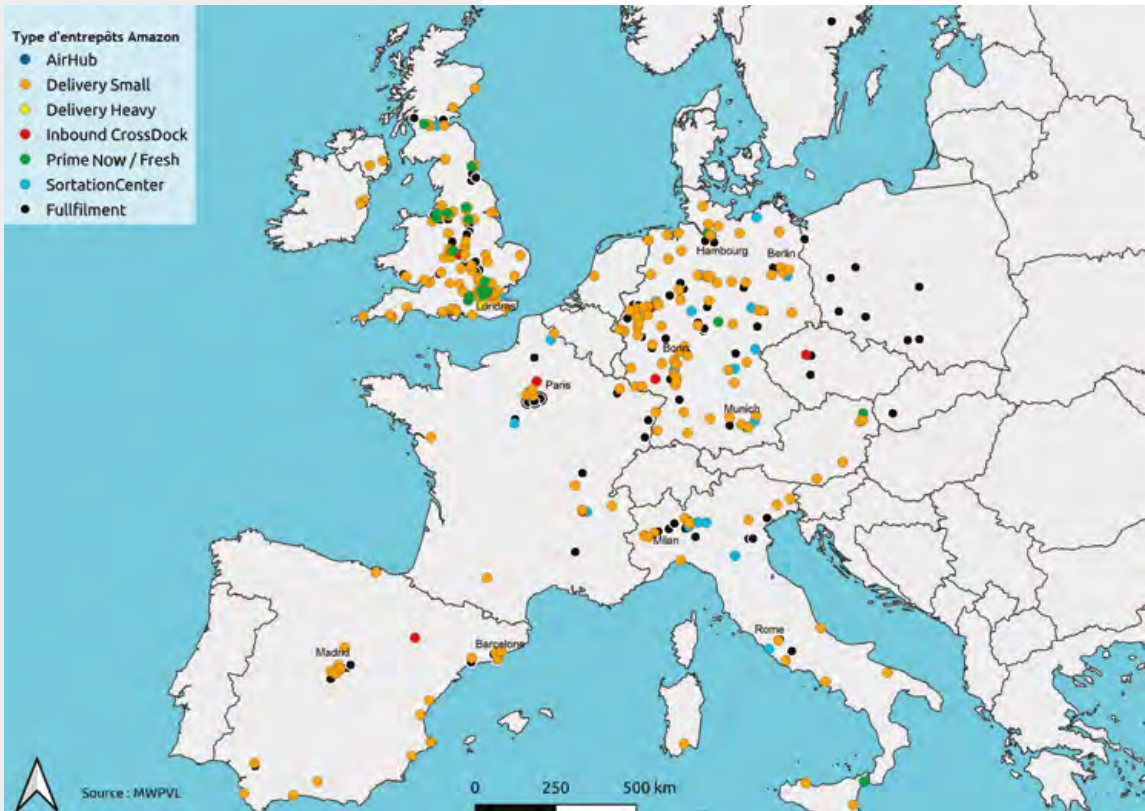 Type d'entrepôts Amazon
AirHub
Delivery Small
Delivery Heavy
Inbound CrossDock
Prime Now / Fresh
SortationCenter
Fullfilment
Hambourg
Berlin
Londres
Bonn
Paris
Munich
Milan
Rome
Barcelone
Madrid
0 250 500 km
Source : MWPVL